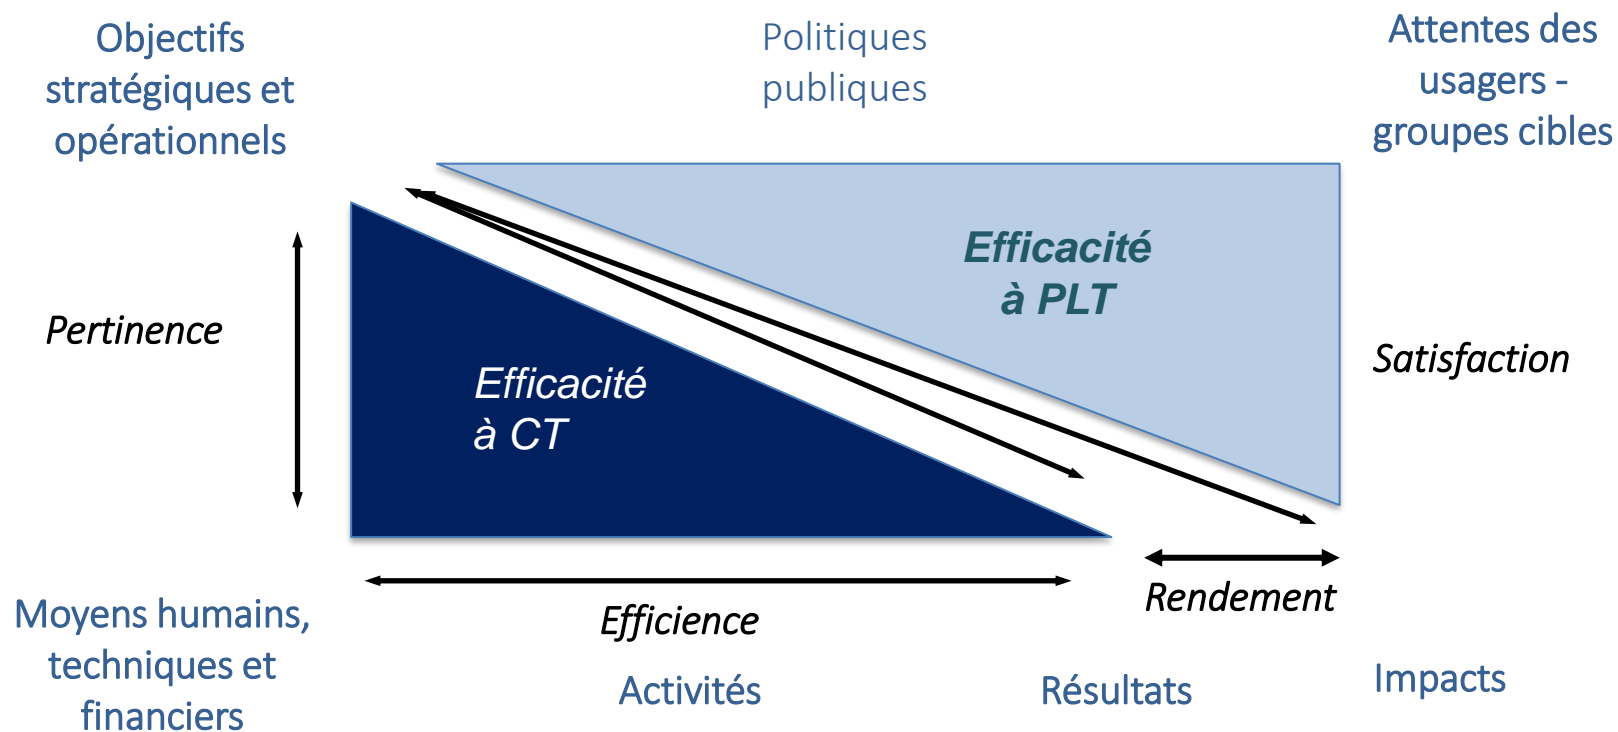 Objectifs
stratégiques et
opérationnels
Politiques
publiques
Attentes des
usagers -
groupes cibles
Efficacité
à PLT
Pertinence
Satisfaction
Efficacité
à CT
Rendement
Efficience
Moyens humains,
techniques et
financiers
Activités
Résultats
Impacts